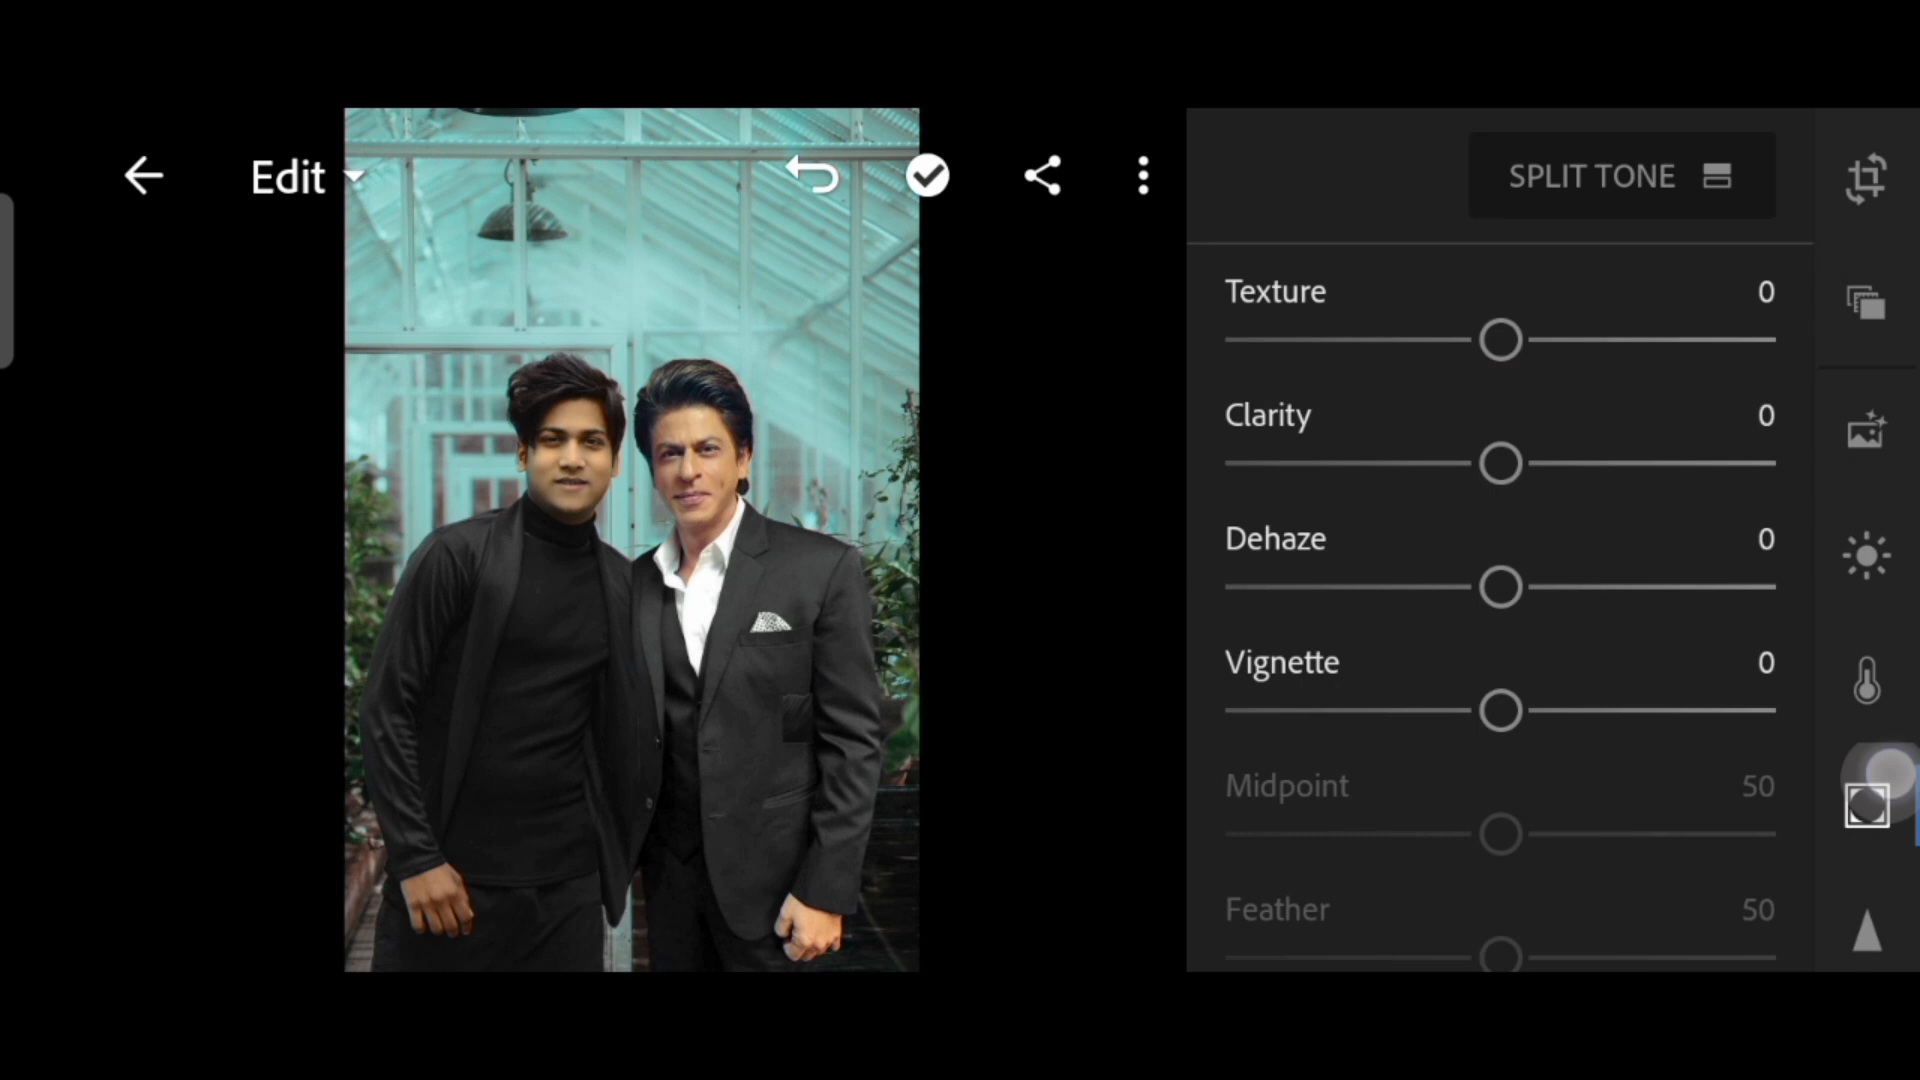 Edit
SPLIT TONE
Texture 0
Clarity 0
Dehaze 0
Vignette 0
Midpoint 50
Feather 50